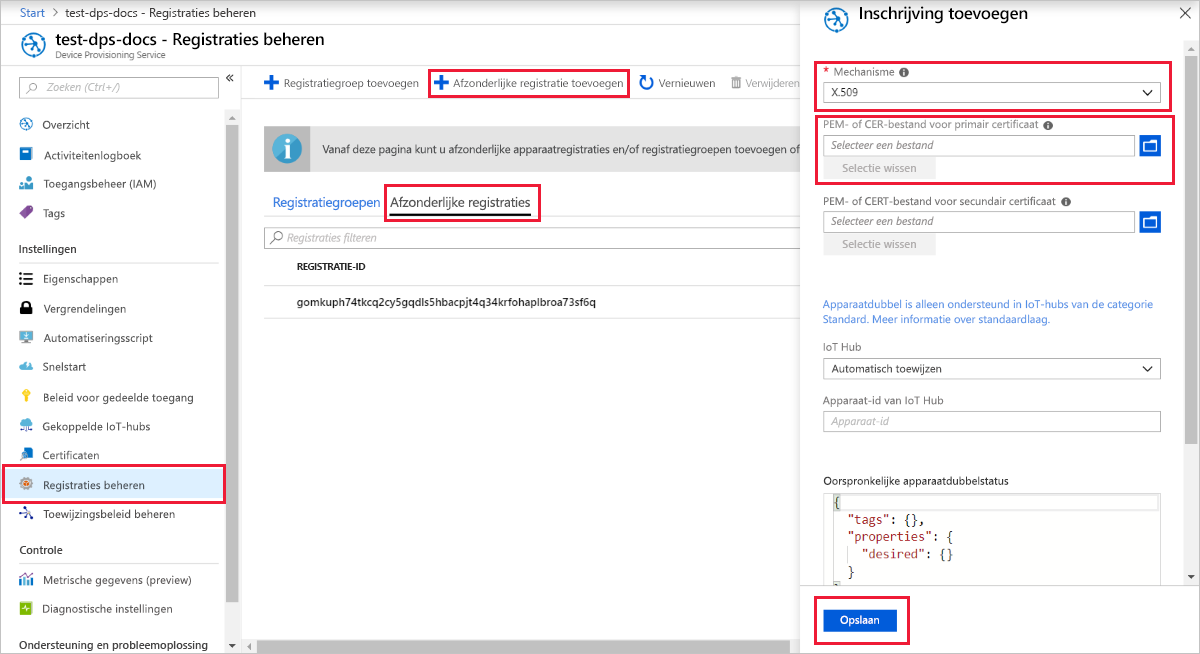 Start > test-dps-docs - Registraties beheren
test-dps-docs - Registraties beheren
Device Provisioning Service
Zoeken (Ctrl+/)
Overzicht
Activiteitenlogboek
Toegangsbeheer (IAM)
Tags
Instellingen
Eigenschappen
Vergrendelingen
Automatiseringsscript
Snelstart
Beleid voor gedeelde toegang
Gekoppelde IoT-hubs
Certificaten
Registraties beheren
Toewijzingsbeleid beheren
Controle
Metrische gegevens (preview)
Diagnostische instellingen
Ondersteuning en probleemoplossing
Registratiegroep toevoegen
Afzonderlijke registratie toevoegen
Vernieuwen
Verwijderen
Vanaf deze pagina kunt u afzonderlijke apparaatregistraties en/of registratiegroepen toevoegen of
Registratiegroepen
Afzonderlijke registraties
Registraties filteren
REGISTRATIE-ID
gomkuph74tkcq2cy5gqdls5hbacpjt4q34krfohaplbroa73sf6q
Inschrijving toevoegen
* Mechanisme
X.509
PEM- of CER-bestand voor primair certificaat
Selecteer een bestand
Selectie wissen
PEM- of CERT-bestand voor secundair certificaat
Selecteer een bestand
Selectie wissen
Apparaatdubbel is alleen ondersteund in IoT-hubs van de categorie
Standard. Meer informatie over standaardlaag.
IoT Hub
Automatisch toewijzen
Apparaat-id van IoT Hub
Apparaat-id
Oorspronkelijke apparaatdubbelstatus
{
"tags": {},
"properties": {
"desired": {}
}
Opslaan